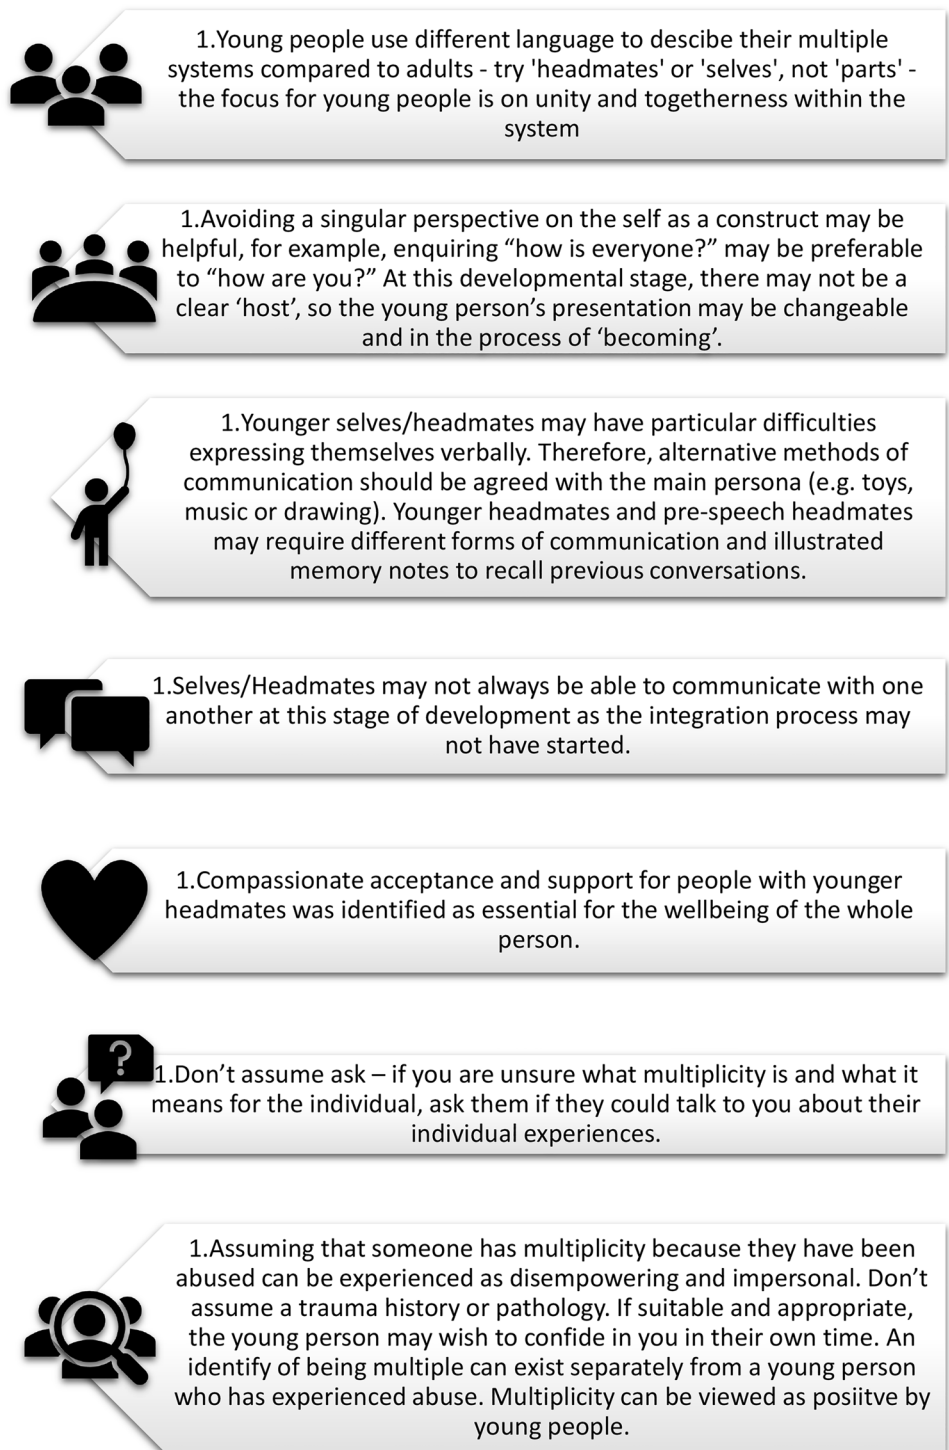 1.Young people use different language to descibe their multiple
systems compared to adults - try 'headmates' or 'selves', not 'parts' -
the focus for young people is on unity and togetherness within the
system
1.Avoiding a singular perspective on the self as a construct may be
helpful, for example, enquiring “how is everyone?” may be preferable
to “how are you?” At this developmental stage, there may not be a
clear ‘host’, so the young person’s presentation may be changeable
and in the process of ‘becoming’.
1.Younger selves/headmates may have particular difficulties
expressing themselves verbally. Therefore, alternative methods of
communication should be agreed with the main persona (e.g. toys,
music or drawing). Younger headmates and pre-speech headmates
may require different forms of communication and illustrated
memory notes to recall previous conversations.
1.Selves/Headmates may not always be able to communicate with one
another at this stage of development as the integration process may
not have started.
1.Compassionate acceptance and support for people with younger
headmates was identified as essential for the wellbeing of the whole
person.
?
1.Don’t assume ask – if you are unsure what multiplicity is and what it
means for the individual, ask them if they could talk to you about their
individual experiences.
1.Assuming that someone has multiplicity because they have been
abused can be experienced as disempowering and impersonal. Don’t
assume a trauma history or pathology. If suitable and appropriate,
the young person may wish to confide in you in their own time. An
identify of being multiple can exist separately from a young person
who has experienced abuse. Multiplicity can be viewed as posiitve by
young people.